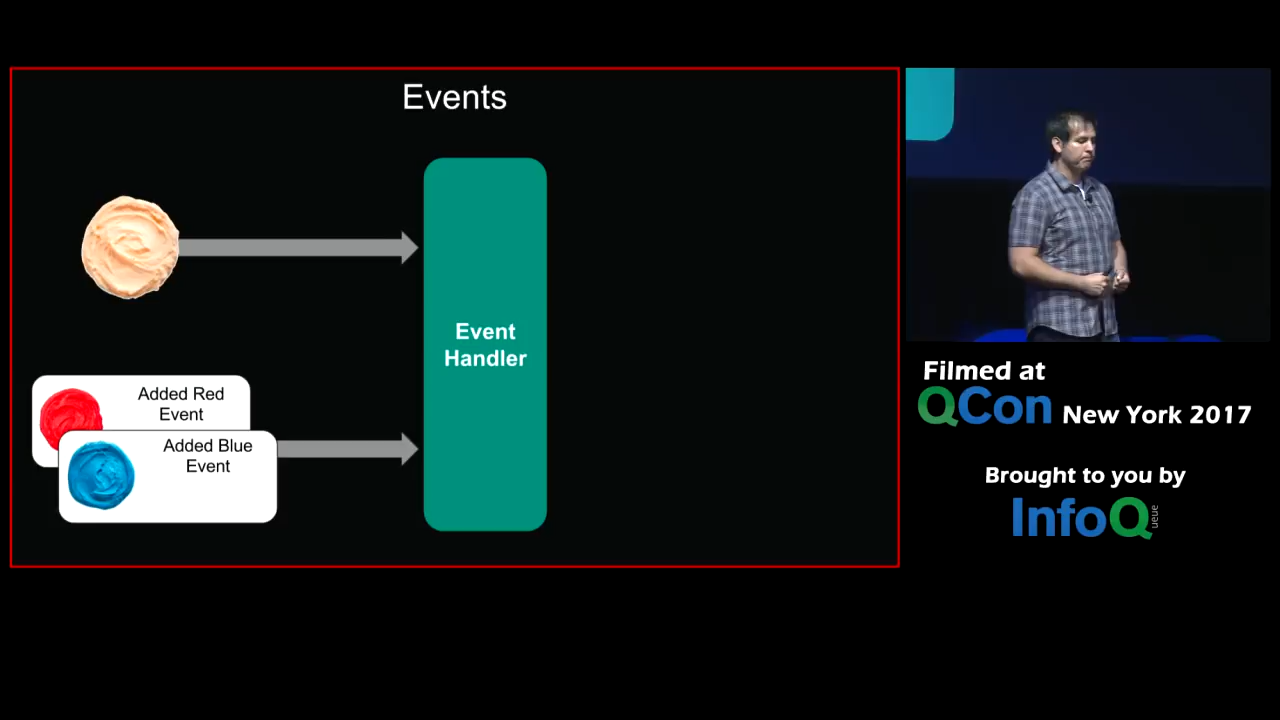 Events
Event
Handler
Added Red
Event
Added Blue
Event
Filmed at
QCon New York 2017
Brought to you by
InfoQ
ueue